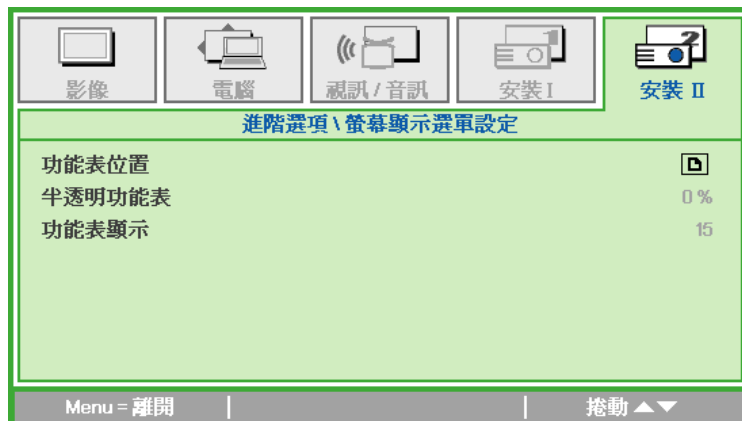 影像
電腦
視訊 / 音訊
安裝 I
安裝 II
進階選項 \ 螢幕顯示選單設定
功能表位置
半透明功能表 0 %
功能表顯示 15
Menu = 離開 捲動 ▲▼